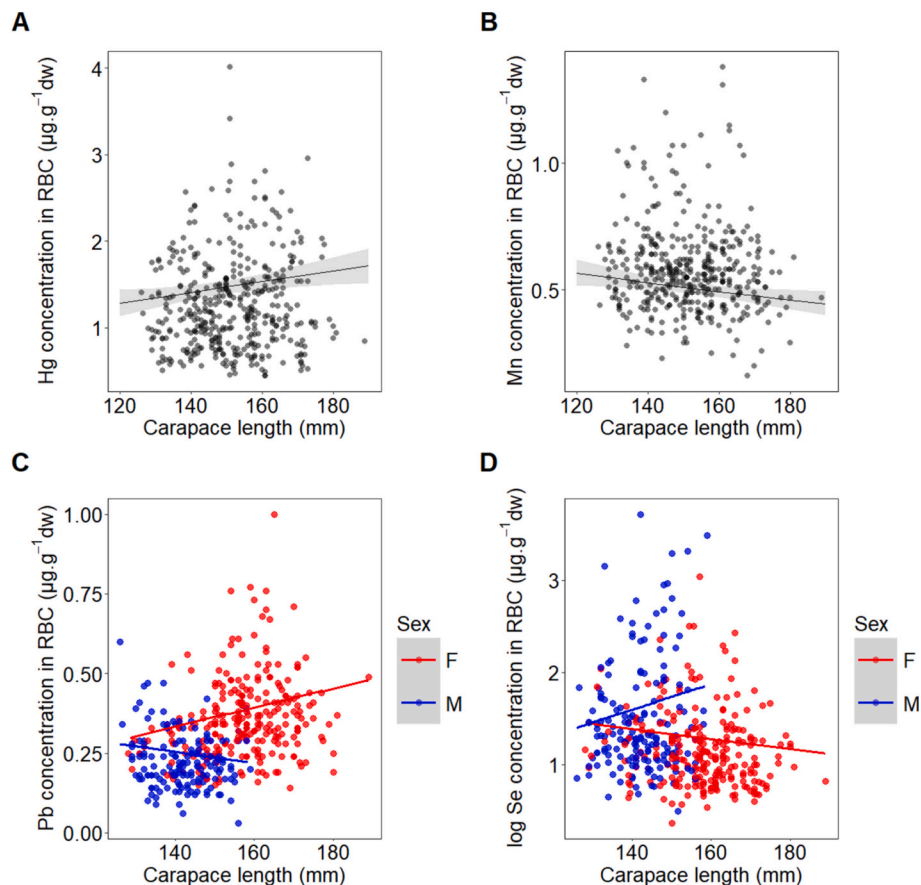 A
Hg concentration in RBC (µg.g⁻¹dw)
4
3
2
1
120 140 160 180
Carapace length (mm)
B
Mn concentration in RBC (µg.g⁻¹dw)
1.0
0.5
120 140 160 180
Carapace length (mm)
C
Pb concentration in RBC (µg.g⁻¹dw)
1.00
0.75
0.50
0.25
0.00
140 160 180
Carapace length (mm)
Sex
F
M
D
log Se concentration in RBC (µg.g⁻¹dw)
3
2
1
140 160 180
Carapace length (mm)
Sex
F
M